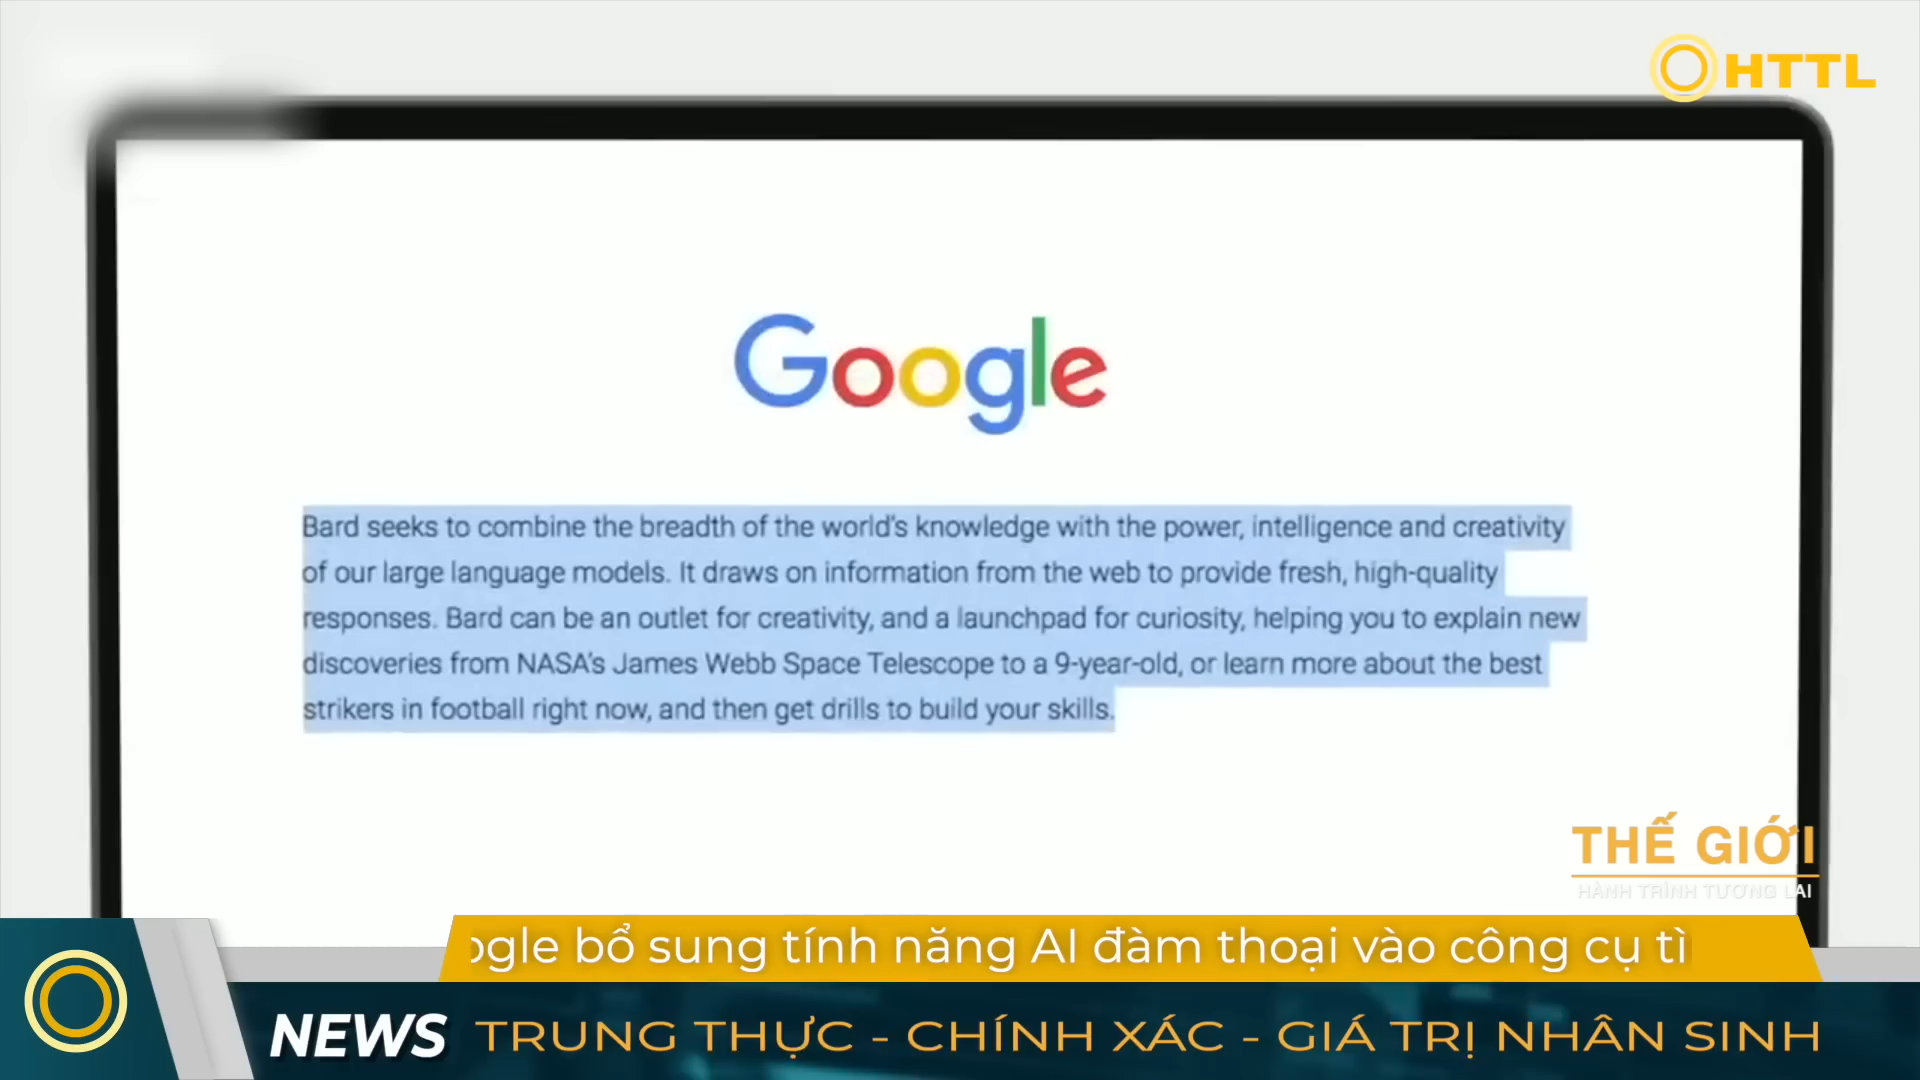 HTTL
Google
Bard seeks to combine the breadth of the world's knowledge with the power, intelligence and creativity
of our large language models. It draws on information from the web to provide fresh, high-quality
responses. Bard can be an outlet for creativity, and a launchpad for curiosity, helping you to explain new
discoveries from NASA's James Webb Space Telescope to a 9-year-old, or learn more about the best
strikers in football right now, and then get drills to build your skills.
THẾ GIỚI
HÀNH TRÌNH TƯƠNG LAI
ogle bổ sung tính năng AI đàm thoại vào công cụ tì
NEWS TRUNG THỰC - CHÍNH XÁC - GIÁ TRỊ NHÂN SINH